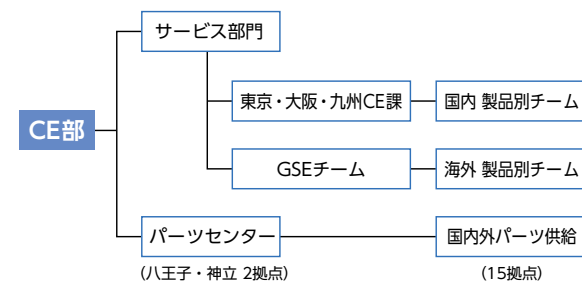 サービス部門
東京・大阪・九州CE課
国内 製品別チーム
CE部
GSEチーム
海外 製品別チーム
パーツセンター
国内外パーツ供給
(八王子・神立 2拠点)
(15拠点)